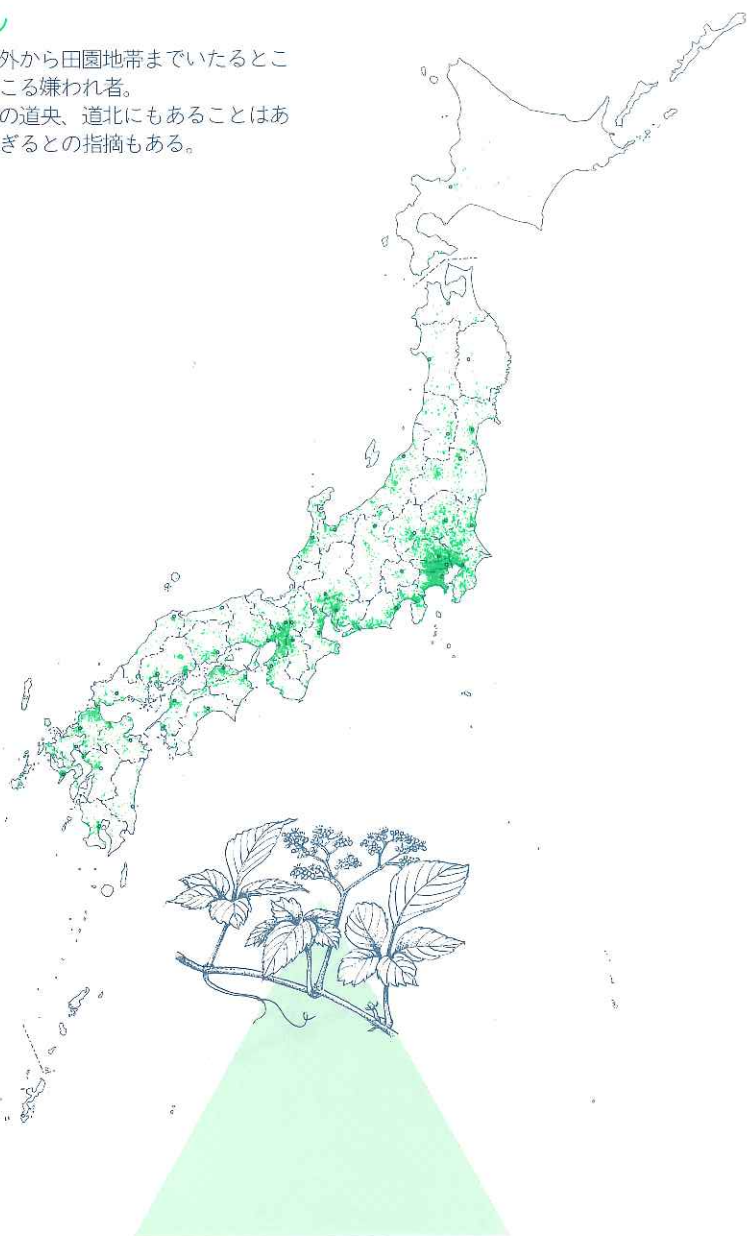 外から田園地帯までいたるとこ
こる嫌われ者。
の道央、道北にもあることはあ
ぎるとの指摘もある。